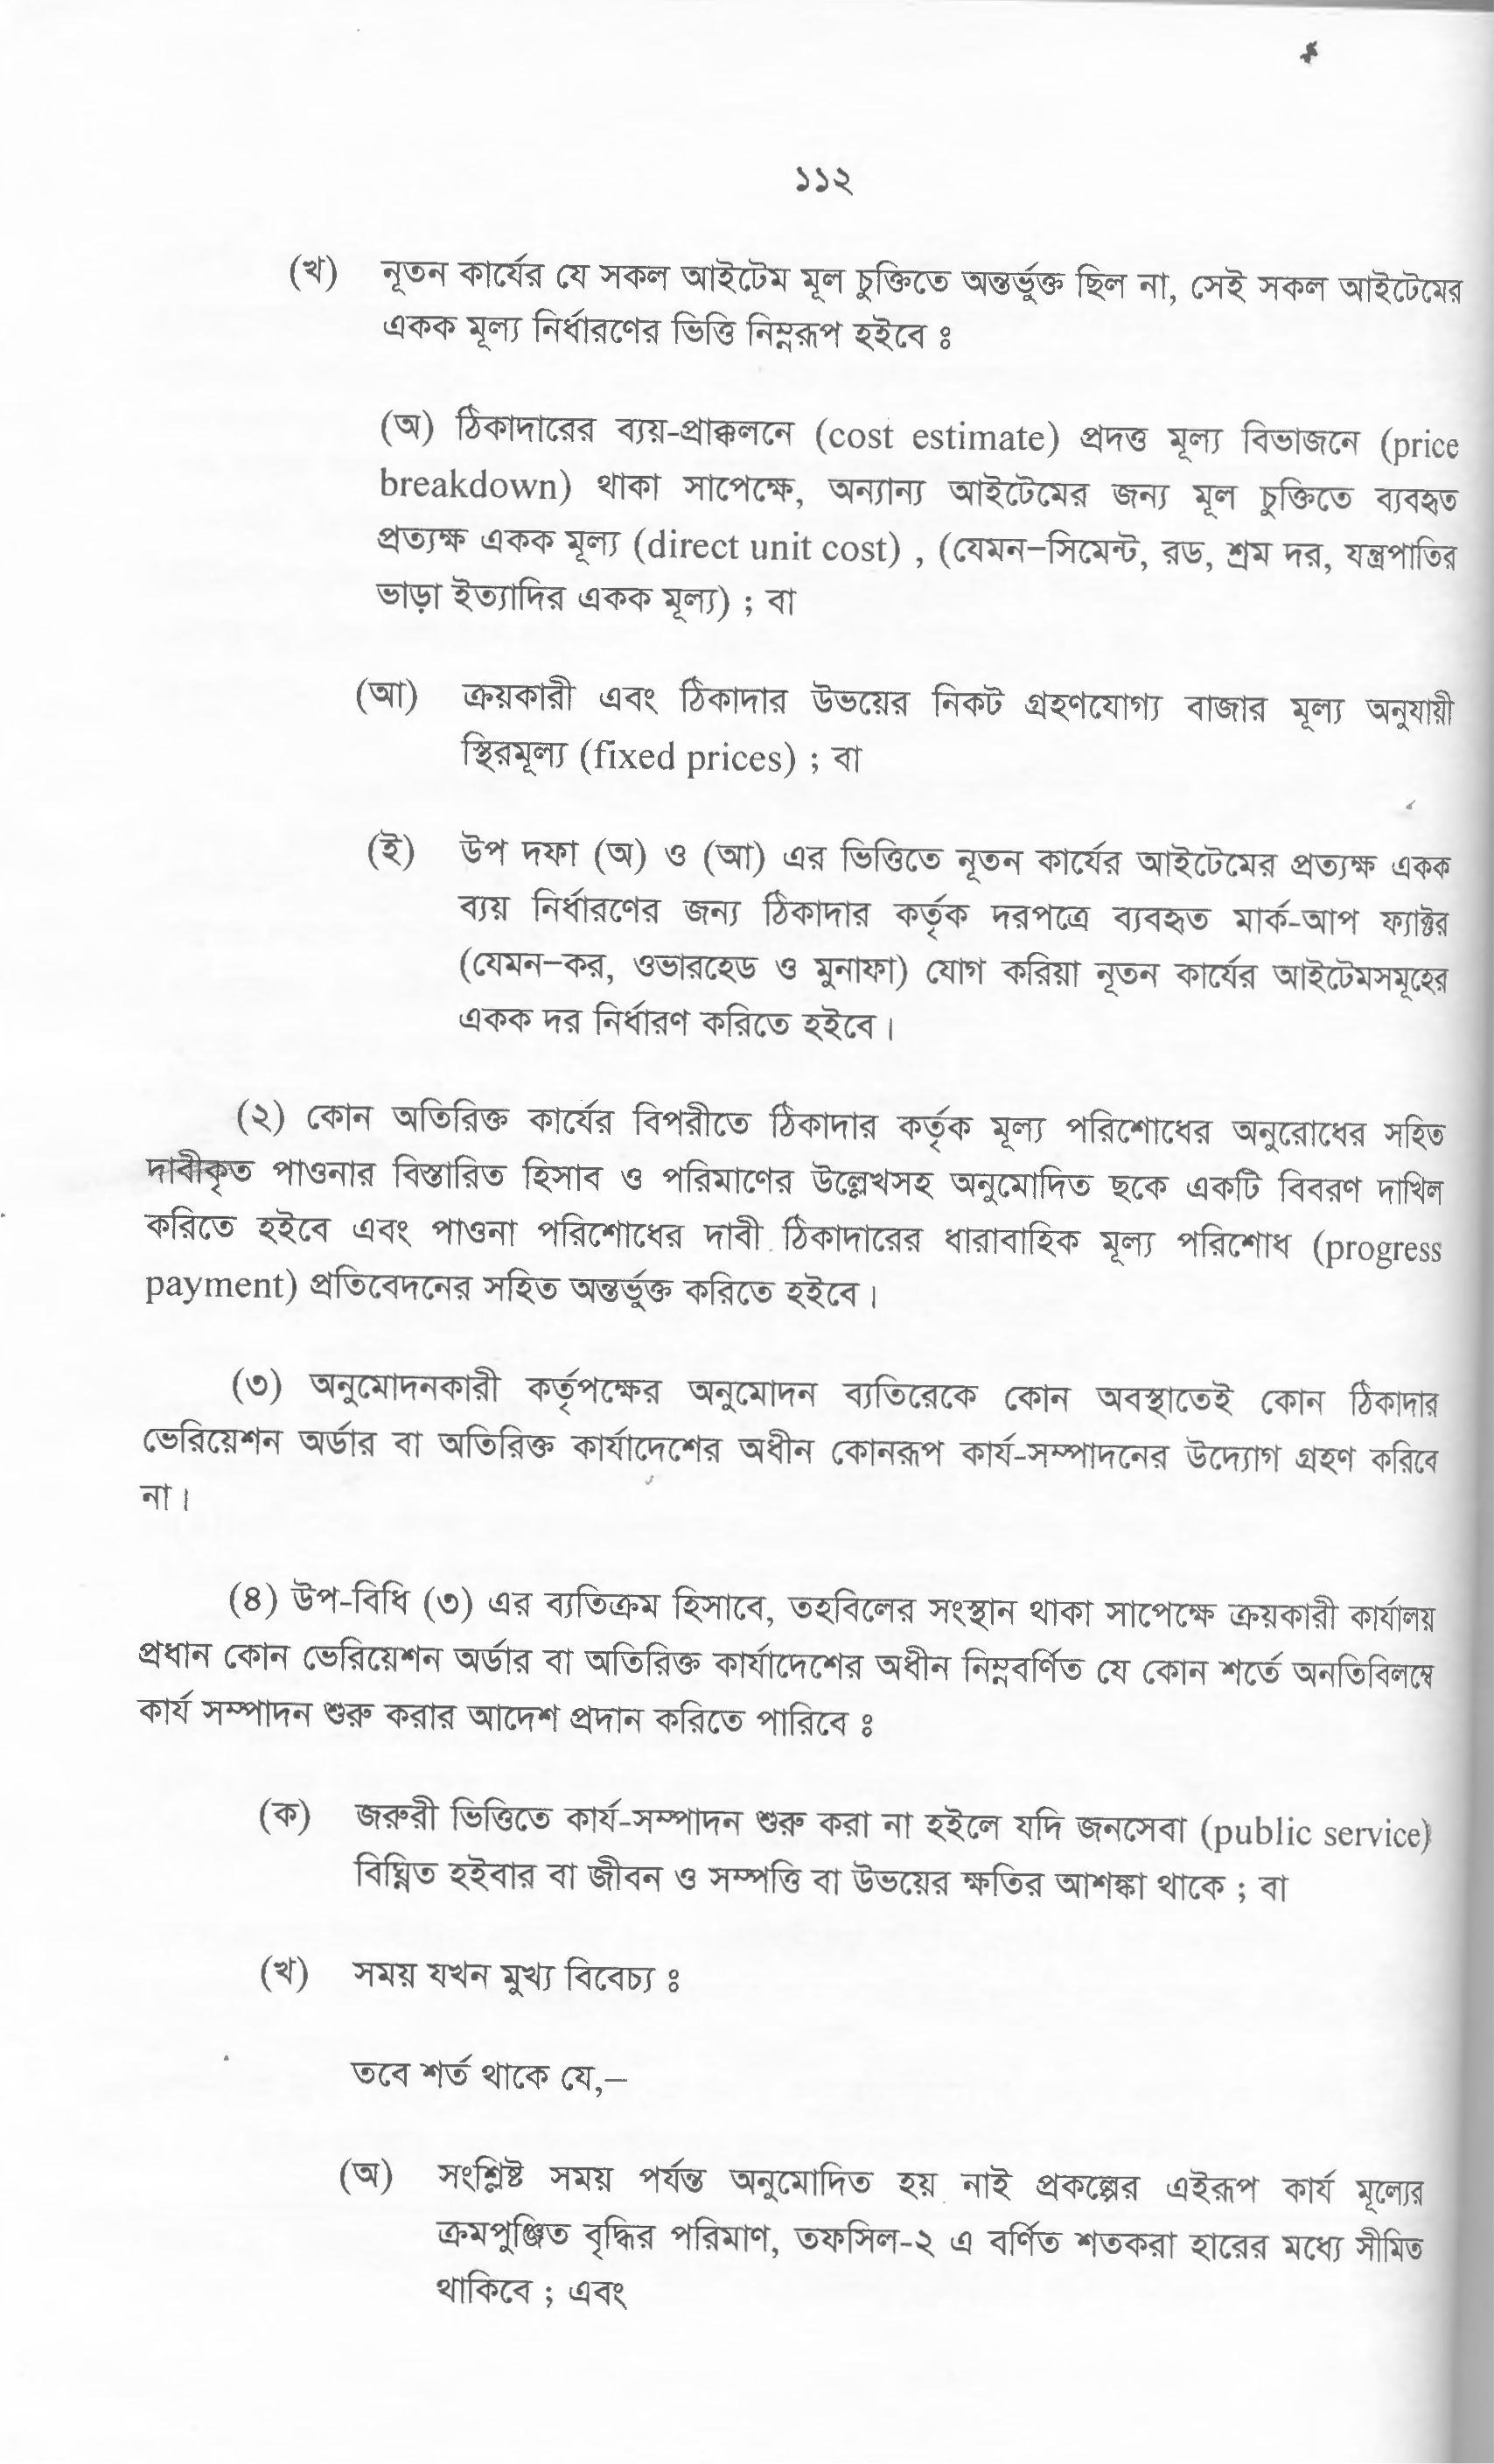 ১১২
(খ) নূতন কার্যের যে সকল আইটেম মূল চুক্তিতে অন্তর্ভুক্ত ছিল না, সেই সকল আইটেমের
একক মূল্য নির্ধারণের ভিত্তি নিম্নরূপ হইবে ঃ
(অ) ঠিকাদারের ব্যয়-প্রাক্কলনে (cost estimate) প্রদত্ত মূল্য বিভাজনে (price
breakdown) থাকা সাপেক্ষে, অন্যান্য আইটেমের জন্য মূল চুক্তিতে ব্যবহৃত
প্রত্যক্ষ একক মূল্য (direct unit cost) , (যেমন–সিমেন্ট, রড, শ্রম দর, যন্ত্রপাতির
ভাড়া ইত্যাদির একক মূল্য) ; বা
(আ) ক্রয়কারী এবং ঠিকাদার উভয়ের নিকট গ্রহণযোগ্য বাজার মূল্য অনুযায়ী
স্থিরমূল্য (fixed prices) ; বা
(ই) উপ দফা (অ) ও (আ) এর ভিত্তিতে নূতন কার্যের আইটেমের প্রত্যক্ষ একক
ব্যয় নির্ধারণের জন্য ঠিকাদার কর্তৃক দরপত্রে ব্যবহৃত মার্ক-আপ ফ্যাক্টর
(যেমন–কর, ওভারহেড ও মুনাফা) যোগ করিয়া নূতন কার্যের আইটেমসমূহের
একক দর নির্ধারণ করিতে হইবে।
(২) কোন অতিরিক্ত কার্যের বিপরীতে ঠিকাদার কর্তৃক মূল্য পরিশোধের অনুরোধের সহিত
দাবীকৃত পাওনার বিস্তারিত হিসাব ও পরিমাণের উল্লেখসহ অনুমোদিত ছকে একটি বিবরণ দাখিল
করিতে হইবে এবং পাওনা পরিশোধের দাবী ঠিকাদারের ধারাবাহিক মূল্য পরিশোধ (progress
payment) প্রতিবেদনের সহিত অন্তর্ভুক্ত করিতে হইবে।
(৩) অনুমোদনকারী কর্তৃপক্ষের অনুমোদন ব্যতিরেকে কোন অবস্থাতেই কোন ঠিকাদার
ভেরিয়েশন অর্ডার বা অতিরিক্ত কার্যাদেশের অধীন কোনরূপ কার্য-সম্পাদনের উদ্যোগ গ্রহণ করিবে
না।
(৪) উপ-বিধি (৩) এর ব্যতিক্রম হিসাবে, তহবিলের সংস্থান থাকা সাপেক্ষে ক্রয়কারী কার্যালয়
প্রধান কোন ভেরিয়েশন অর্ডার বা অতিরিক্ত কার্যাদেশের অধীন নিম্নবর্ণিত যে কোন শর্তে অনতিবিলম্বে
কার্য সম্পাদন শুরু করার আদেশ প্রদান করিতে পারিবে ঃ
(ক) জরুরী ভিত্তিতে কার্য-সম্পাদন শুরু করা না হইলে যদি জনসেবা (public service)
বিঘ্নিত হইবার বা জীবন ও সম্পত্তি বা উভয়ের ক্ষতির আশঙ্কা থাকে ; বা
(খ) সময় যখন মুখ্য বিবেচ্য ঃ
তবে শর্ত থাকে যে,–
(অ) সংশ্লিষ্ট সময় পর্যন্ত অনুমোদিত হয় নাই প্রকল্পের এইরূপ কার্য মূল্যের
ক্রমপুঞ্জিত বৃদ্ধির পরিমাণ, তফসিল-২ এ বর্ণিত শতকরা হারের মধ্যে সীমিত
থাকিবে ; এবং